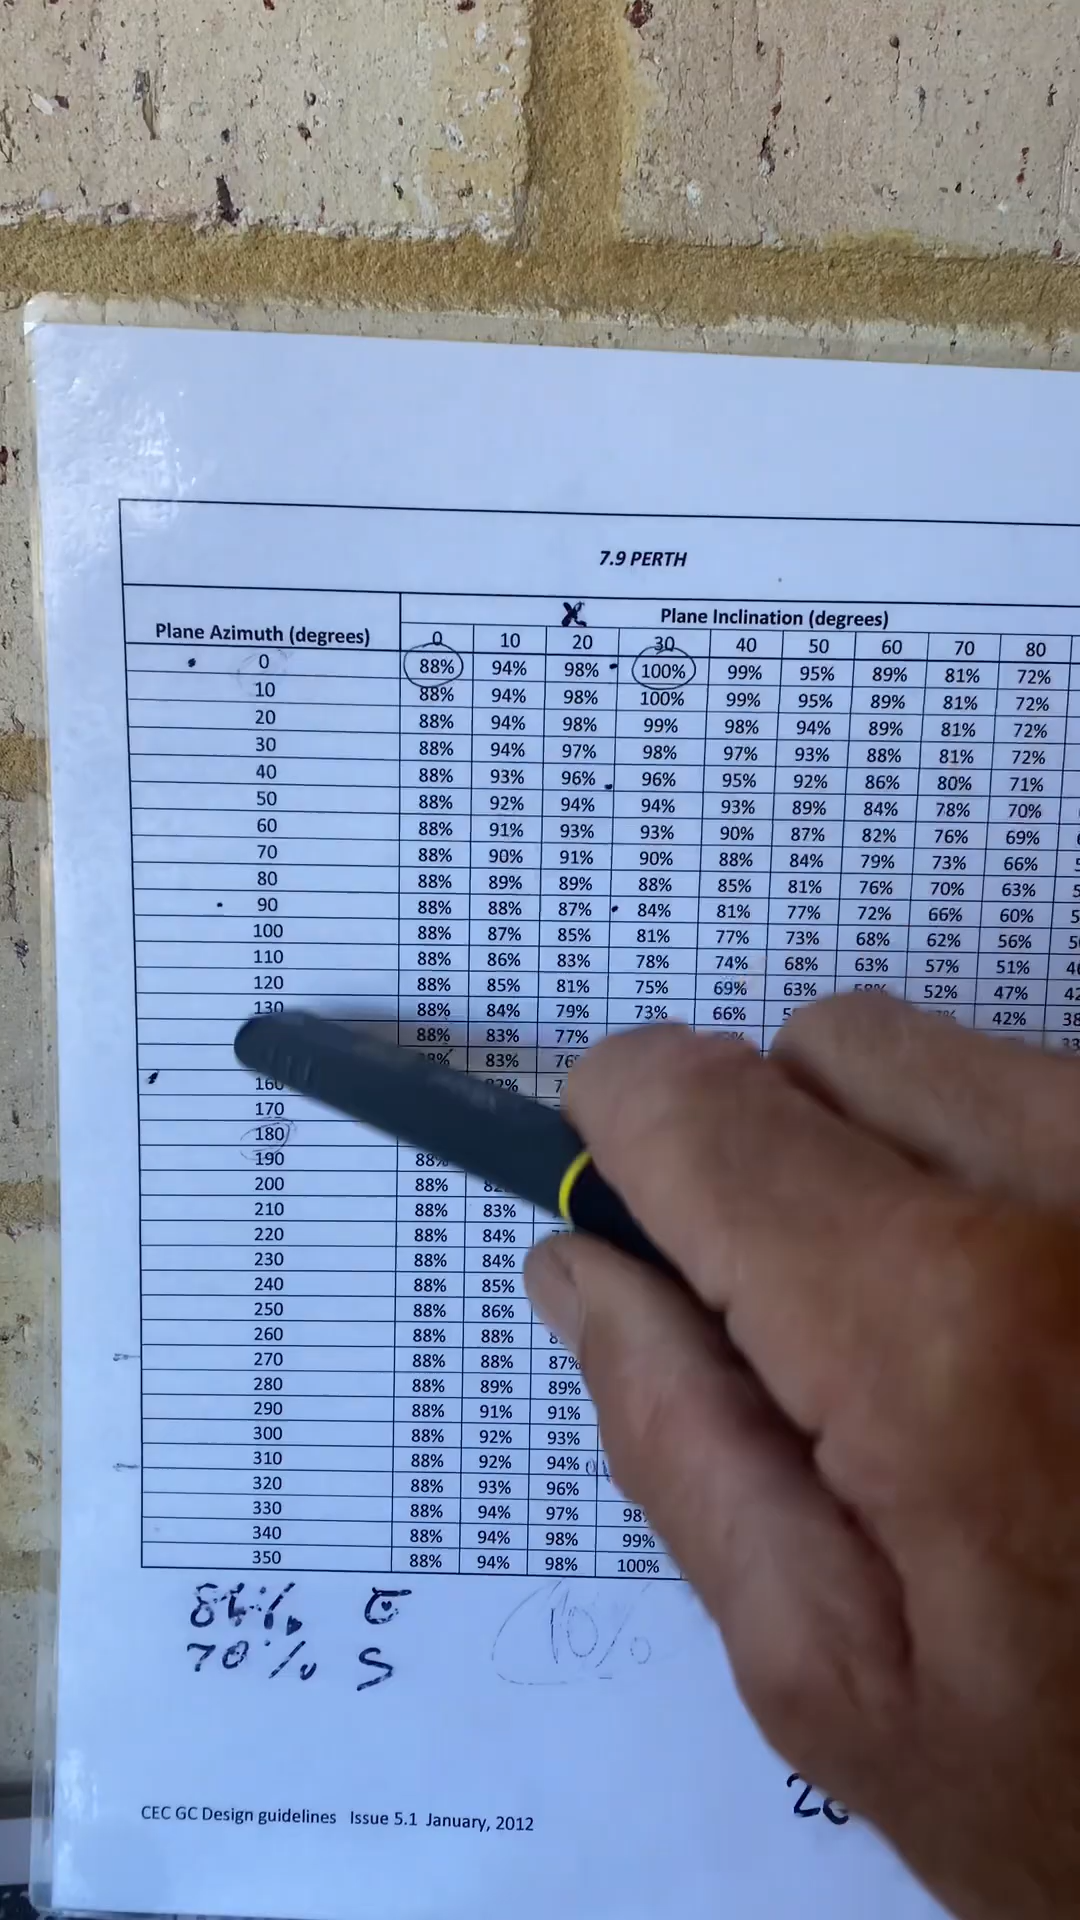 7.9 PERTH
Plane Azimuth (degrees) Plane Inclination (degrees)
X
0 10 20 30 40 50 60 70 80
0 88% 94% 98% 100% 99% 95% 89% 81% 72%
10 88% 94% 98% 100% 99% 95% 89% 81% 72%
20 88% 94% 98% 99% 98% 94% 89% 81% 72%
30 88% 94% 97% 98% 97% 93% 88% 81% 72%
40 88% 93% 96% 96% 95% 92% 86% 80% 71%
50 88% 92% 94% 94% 93% 89% 84% 78% 70%
60 88% 91% 93% 93% 90% 87% 82% 76% 69%
70 88% 90% 91% 90% 88% 84% 79% 73% 66%
80 88% 89% 89% 88% 85% 81% 76% 70% 63%
90 88% 88% 87% 84% 81% 77% 72% 66% 60%
100 88% 87% 85% 81% 77% 73% 68% 62% 56%
110 88% 86% 83% 78% 74% 68% 63% 57% 51%
120 88% 85% 81% 75% 69% 63% 58% 52% 47% 42
130 88% 84% 79% 73% 66% 42% 38
88% 83% 77%
88% 83% 76
160
170
180
190 88%
200 88%
210 88% 83%
220 88% 84%
230 88% 84%
240 88% 85%
250 88% 86%
260 88% 88%
270 88% 88% 87%
280 88% 89% 89%
290 88% 91% 91%
300 88% 92% 93%
310 88% 92% 94%
320 88% 93% 96%
330 88% 94% 97% 98
340 88% 94% 98% 99%
350 88% 94% 98% 100%
84% E
70% S
10%
CEC GC Design guidelines Issue 5.1 January, 2012